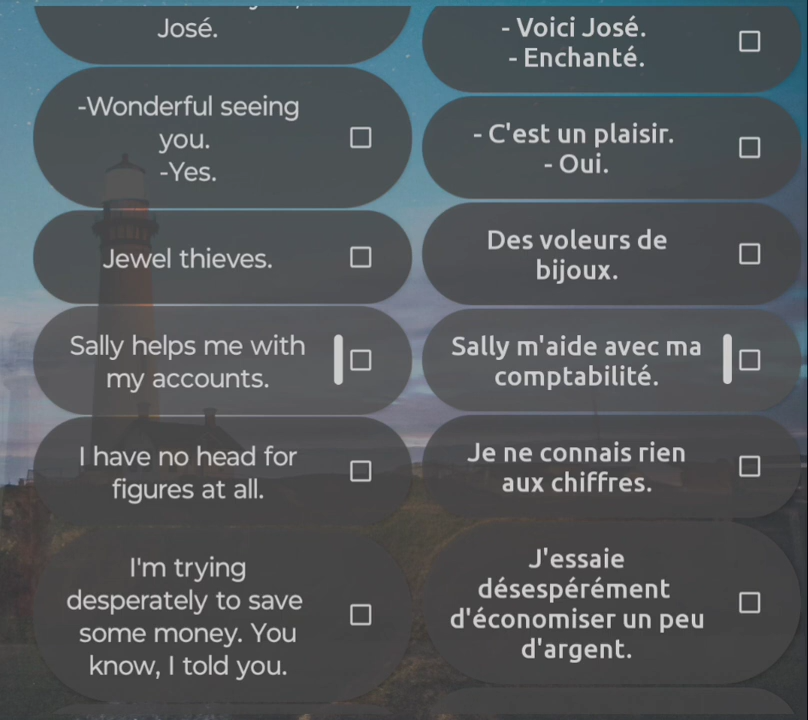 José.
-Wonderful seeing
you.
-Yes.
Jewel thieves.
Sally helps me with
my accounts.
I have no head for
figures at all.
I'm trying
desperately to save
some money. You
know, I told you.
- Voici José.
- Enchanté.
- C'est un plaisir.
- Oui.
Des voleurs de
bijoux.
Sally m'aide avec ma
comptabilité.
Je ne connais rien
aux chiffres.
J'essaie
désespérément
d'économiser un peu
d'argent.